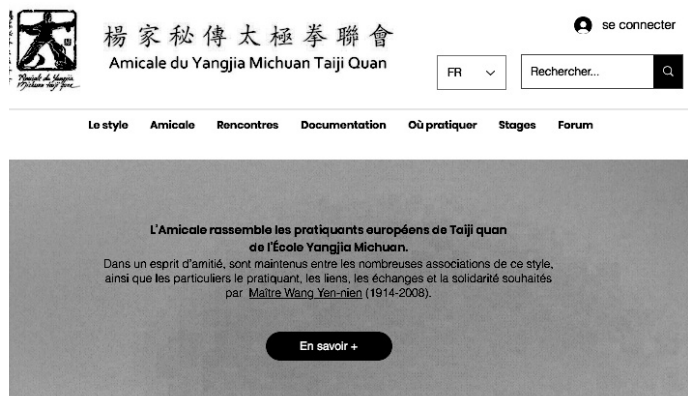 楊家秘傳太極拳聯會
Amicale du Yangjia Michuan Taiji Quan
se connecter
FR
Rechercher...
Le style Amicale Rencontres Documentation Où pratiquer Stages Forum
L'Amicale rassemble les pratiquants européens de Taiji quan
de l'École Yangjia Michuan.
Dans un esprit d'amitié, sont maintenus entre les nombreuses associations de ce style,
ainsi que les particuliers le pratiquant, les liens, les échanges et la solidarité souhaités
par Maître Wang Yen-nien (1914-2008).
En savoir +